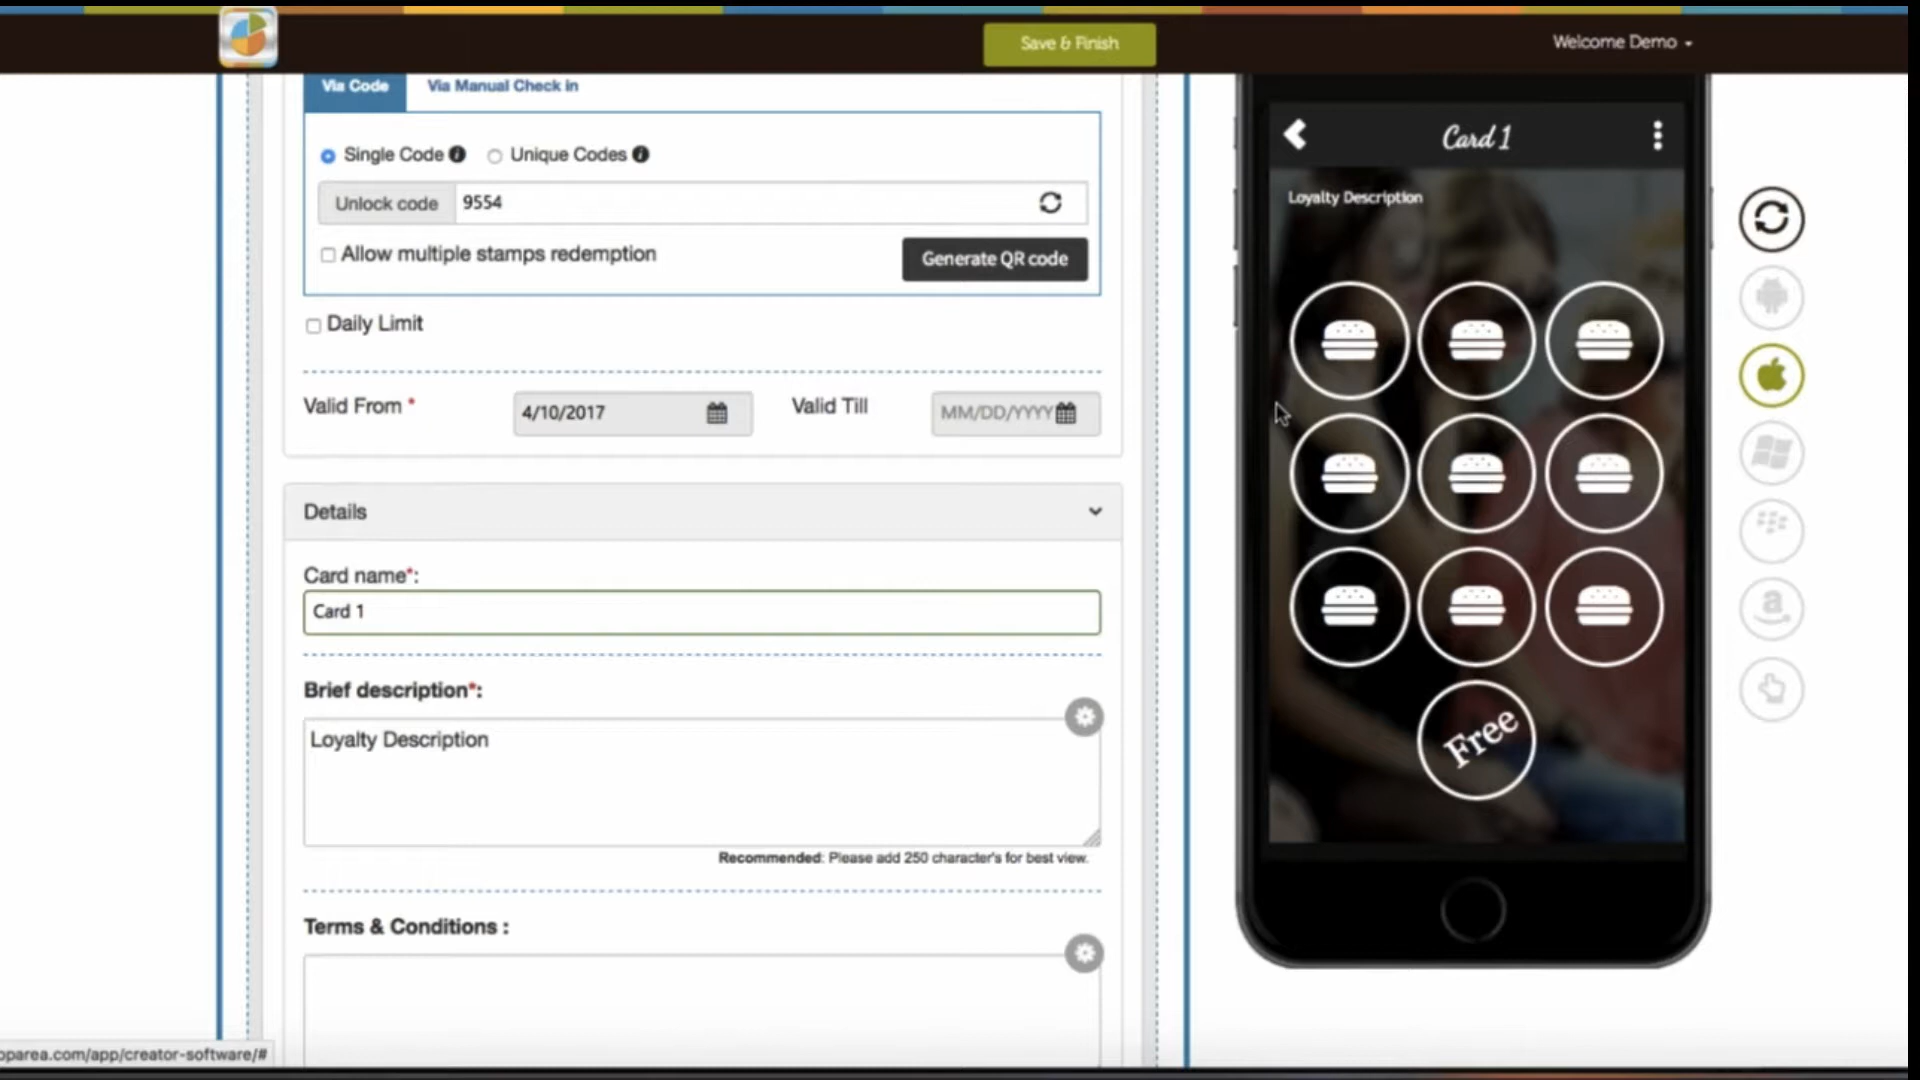 Save & Finish
Welcome Demo
Via Code
Via Manual Check in
Single Code
Unique Codes
Unlock code
9554
Allow multiple stamps redemption
Generate QR code
Daily Limit
Valid From *
4/10/2017
Valid Till
MM/DD/YYYY
Details
Card name*:
Card 1
Brief description*:
Loyalty Description
Recommended: Please add 250 character's for best view.
Terms & Conditions :
Card 1
Loyalty Description
Free
pparea.com/app/creator-software/#